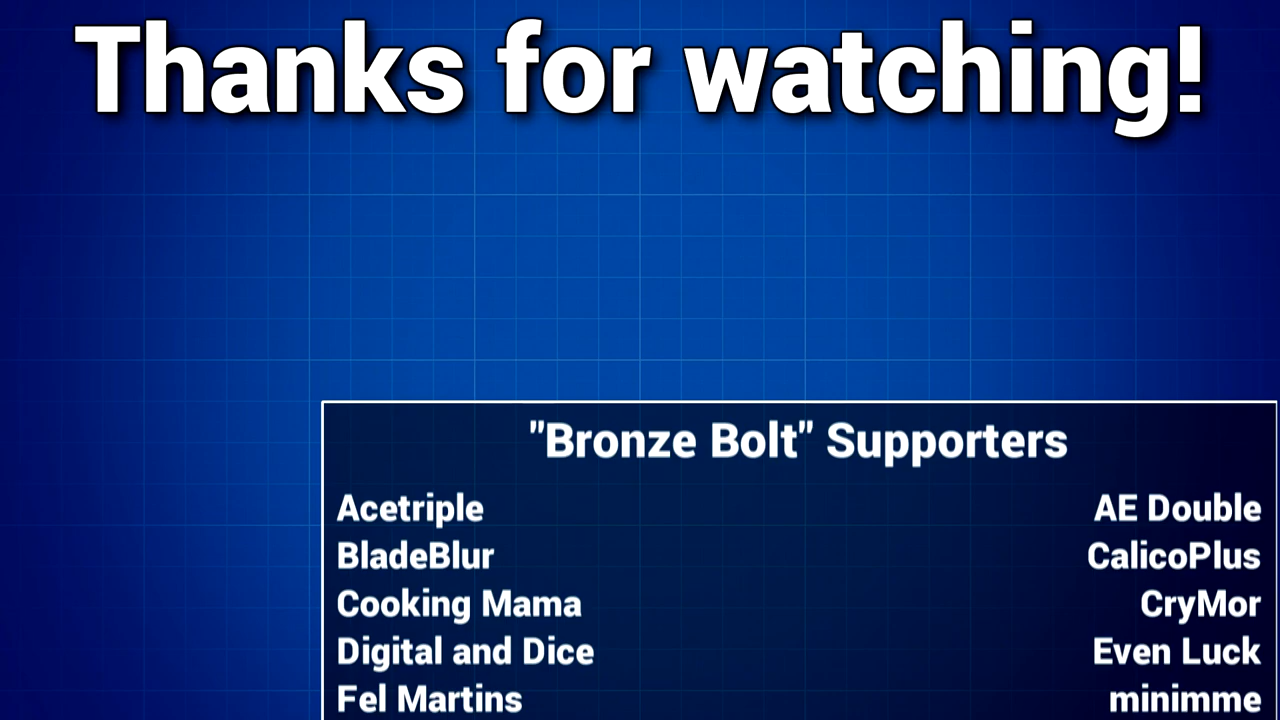 Thanks for watching!
"Bronze Bolt" Supporters
Acetriple AE Double
BladeBlur CalicoPlus
Cooking Mama CryMor
Digital and Dice Even Luck
Fel Martins minimme